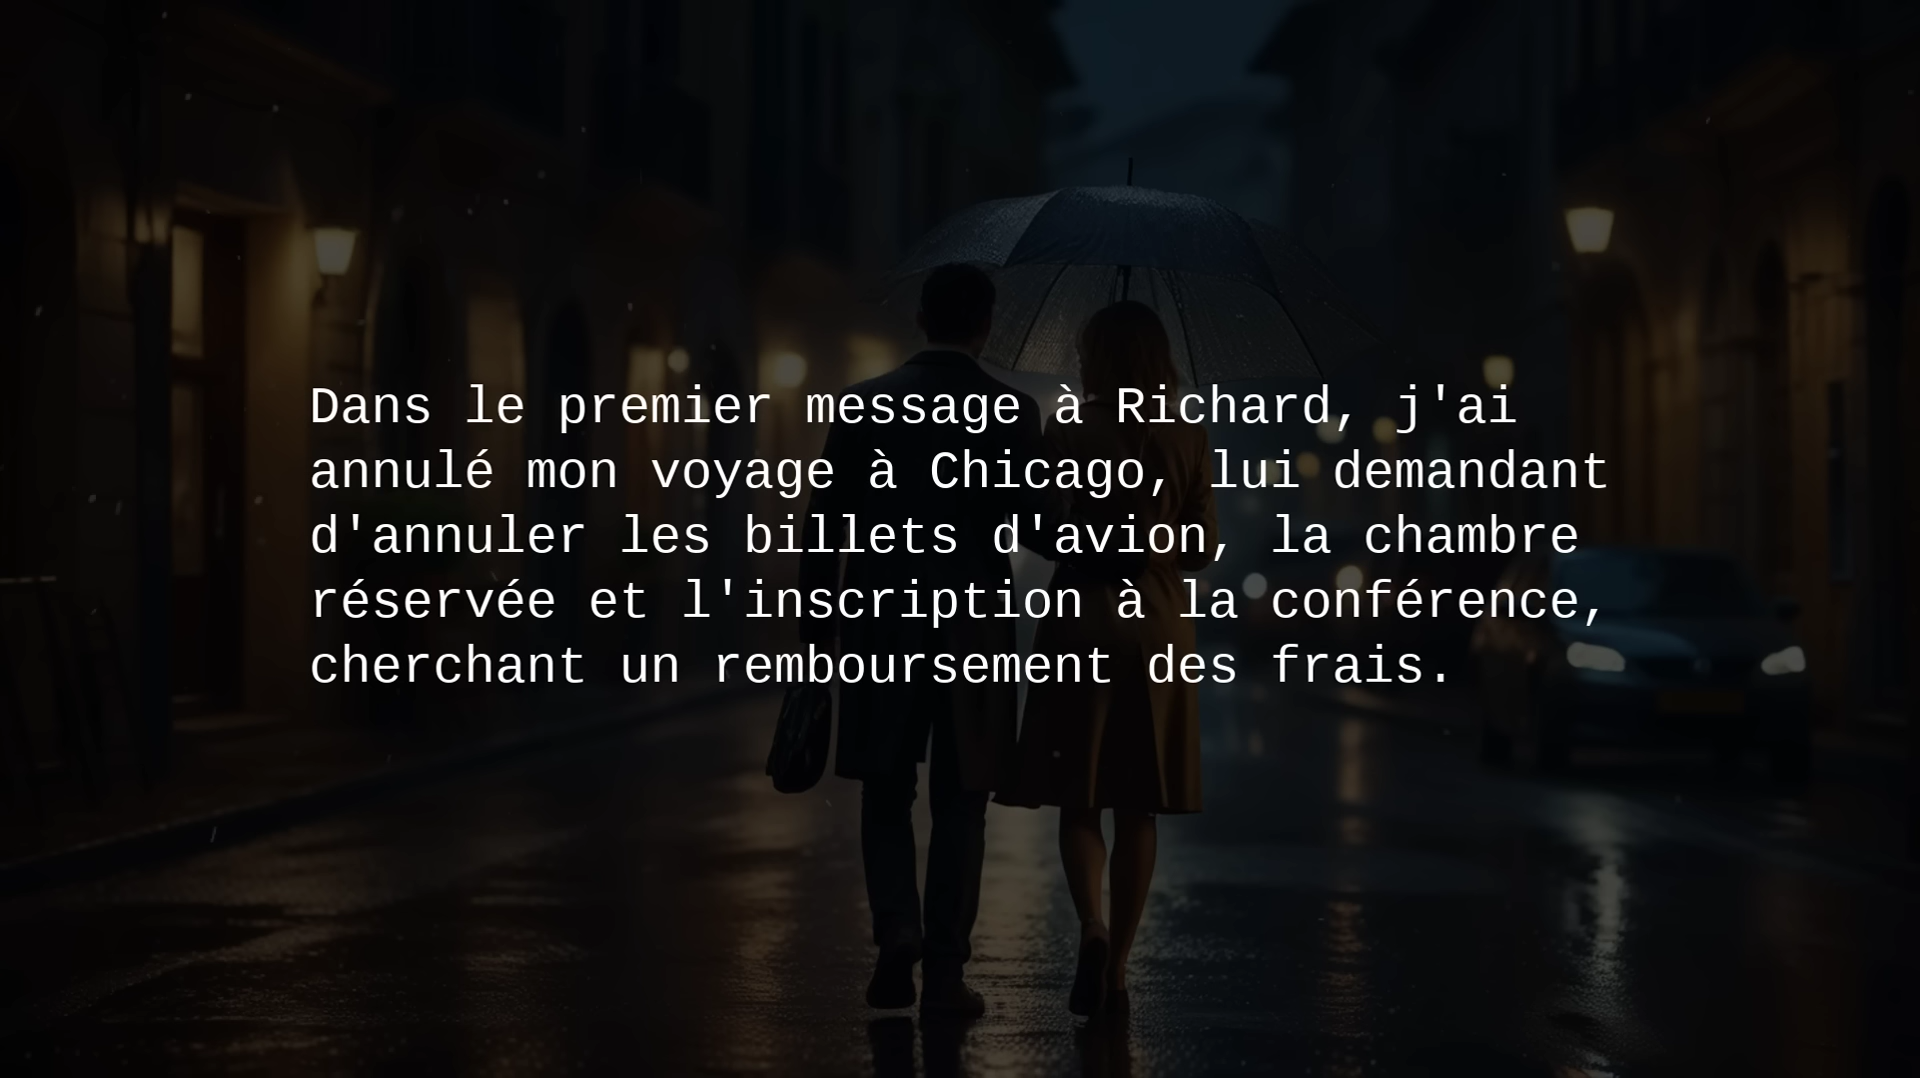 Dans le premier message à Richard, j'ai
annulé mon voyage à Chicago, lui demandant
d'annuler les billets d'avion, la chambre
réservée et l'inscription à la conférence,
cherchant un remboursement des frais.